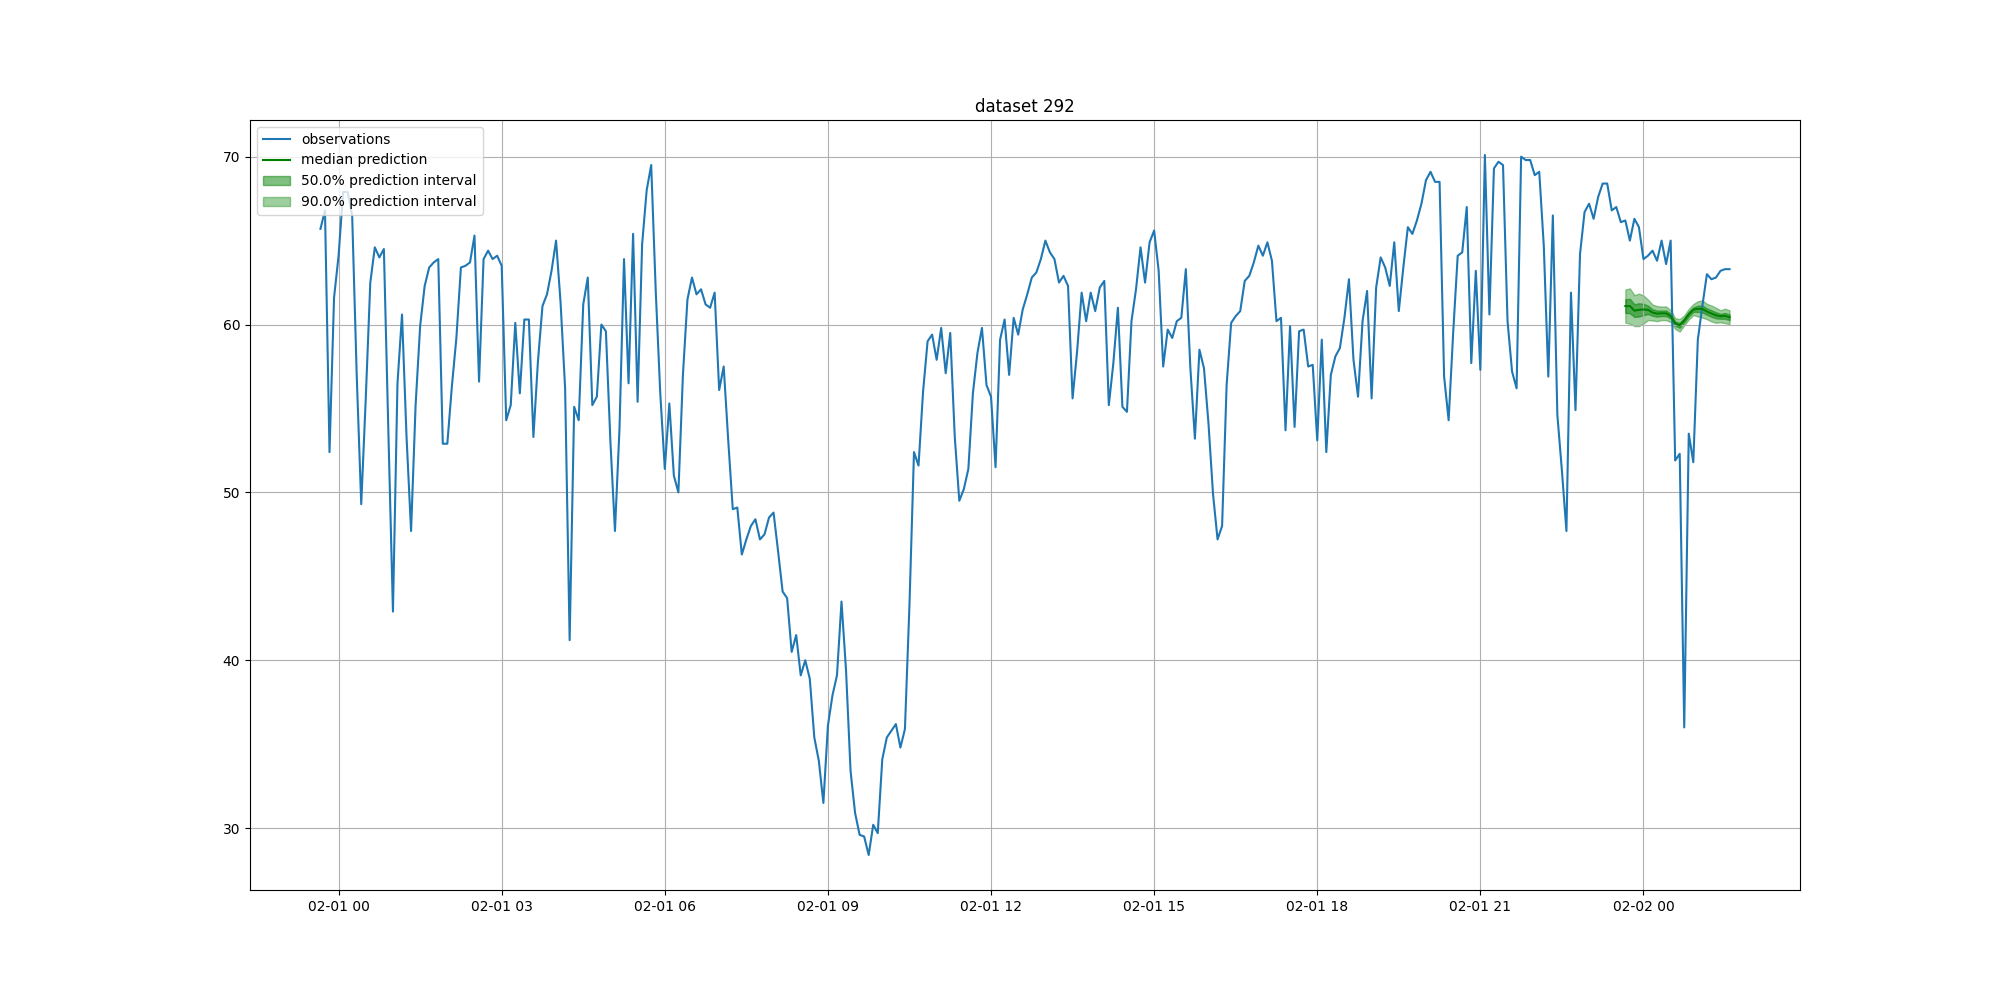 dataset 292
observations
median prediction
50.0% prediction interval
90.0% prediction interval
70
60
50
40
30
02-01 00 02-01 03 02-01 06 02-01 09 02-01 12 02-01 15 02-01 18 02-01 21 02-02 00